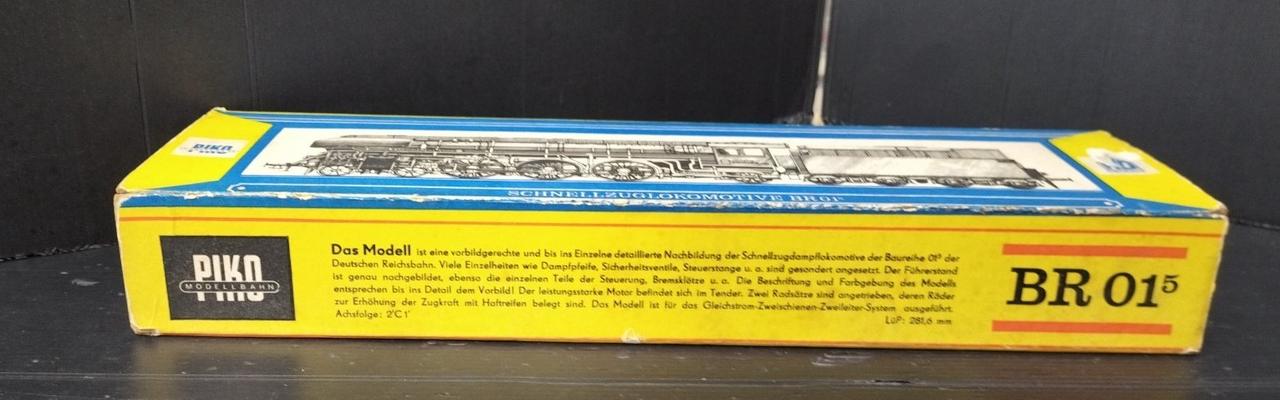 PIKO
SCHNELLZUGLOKOMOTIVE BR 01⁵
PIKO
MODELLBAHN
Das Modell ist eine vorbildgerechte und bis ins Einzelne detaillierte Nachbildung der Schnellzugdampflokomotive der Baureihe 01⁵ der
Deutschen Reichsbahn. Viele Einzelheiten wie Dampfpfeife, Sicherheitsventile, Steuerstange u. a. sind gesondert angesetzt. Der Führerstand
ist genau nachgebildet, ebenso die einzelnen Teile der Steuerung, Bremsklötze u. a. Die Beschriftung und Farbgebung des Modells
entsprechen bis ins Detail dem Vorbild! Der leistungsstarke Motor befindet sich im Tender. Zwei Radsätze sind angetrieben, deren Räder
zur Erhöhung der Zugkraft mit Haftreifen belegt sind. Das Modell ist für das Gleichstrom-Zweischienen-Zweileiter-System ausgeführt.
Achsfolge: 2'C 1' LüP: 281,6 mm
BR 01⁵